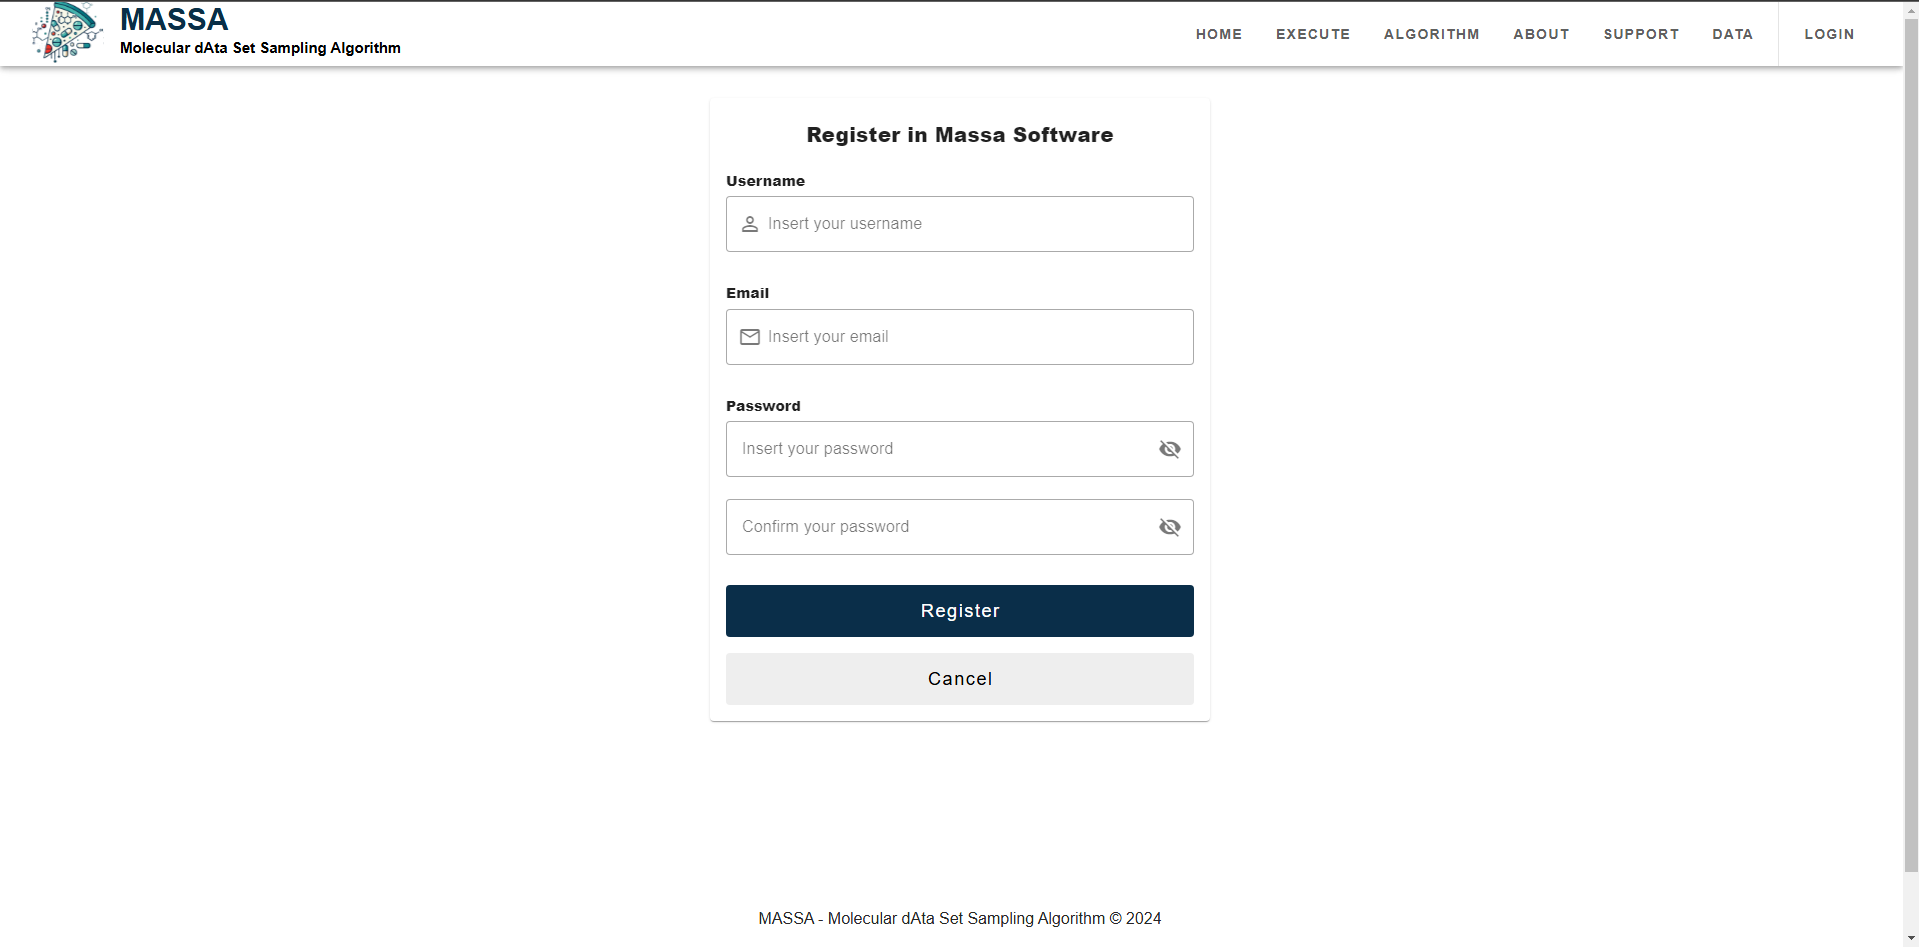 MASSA
Molecular dAta Set Sampling Algorithm
HOME EXECUTE ALGORITHM ABOUT SUPPORT DATA LOGIN
Register in Massa Software
Username
Insert your username
Email
Insert your email
Password
Insert your password
Confirm your password
Register
Cancel
MASSA - Molecular dAta Set Sampling Algorithm © 2024